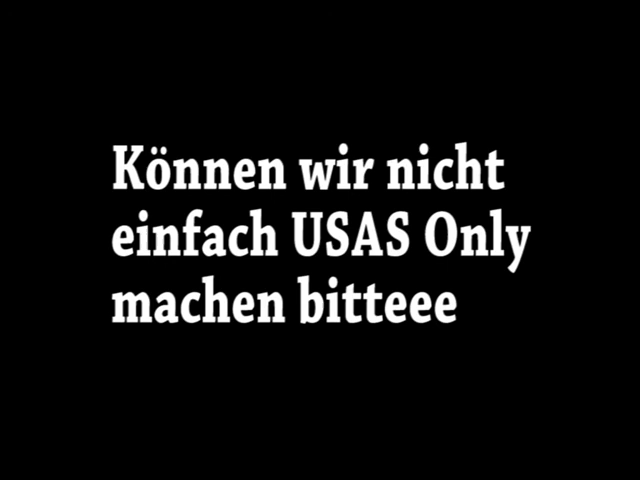 Können wir nicht
einfach USAS Only
machen bitteee